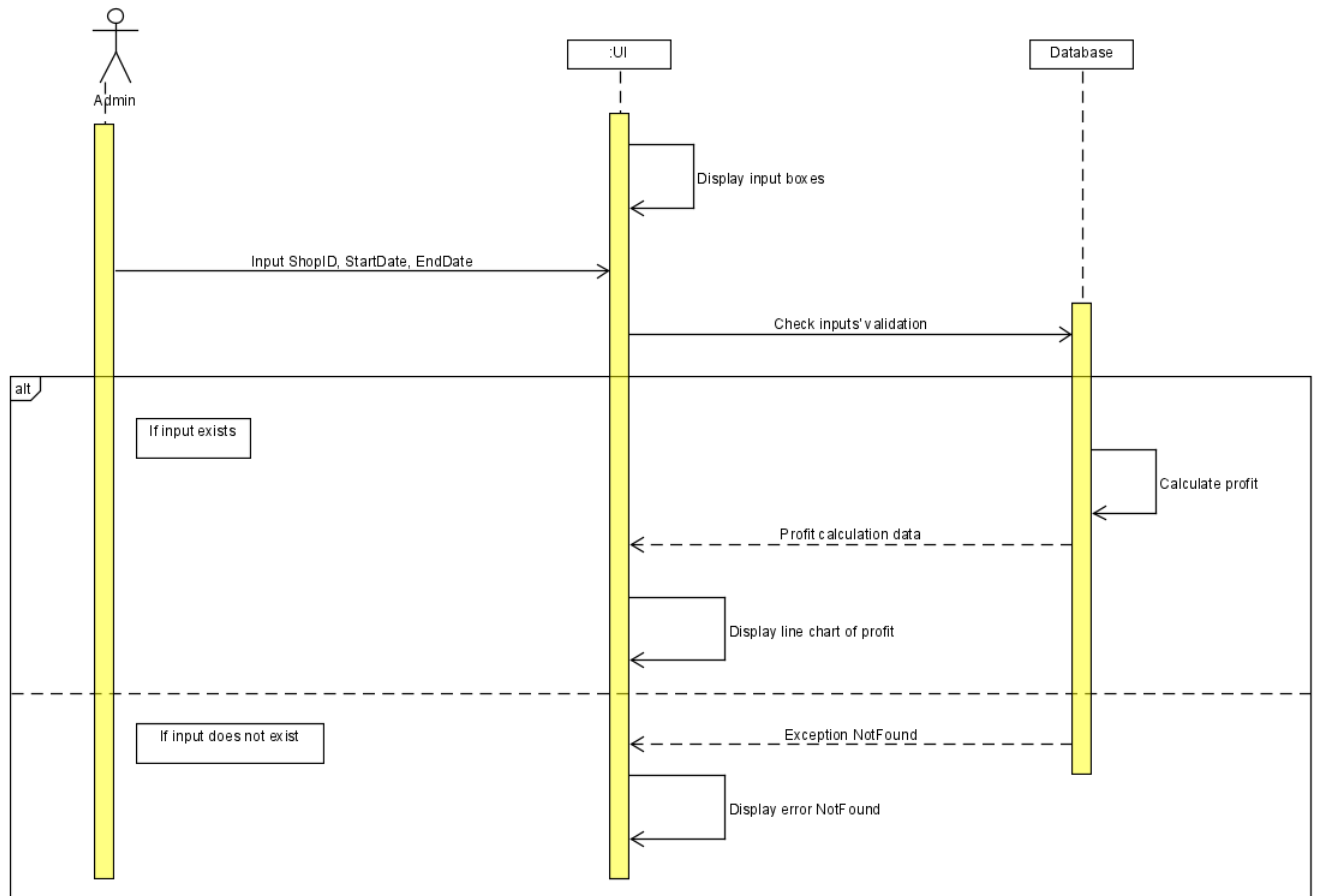 :UI
Database
Admin
Display input boxes
Input ShopID, StartDate, EndDate
Check inputs' validation
alt
If input exists
Calculate profit
Profit calculation data
Display line chart of profit
If input does not exist
Exception NotFound
Display error NotFound